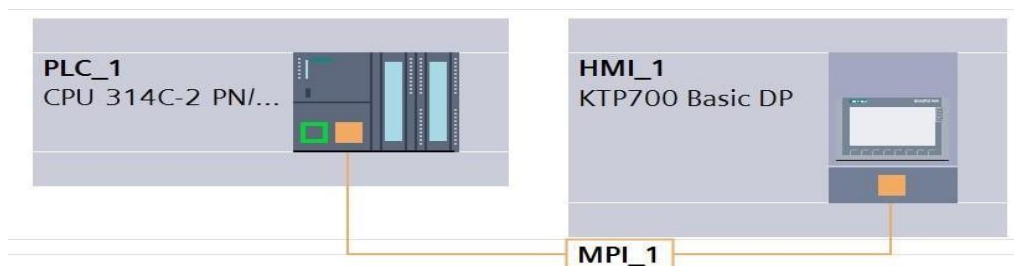 PLC_1
CPU 314C-2 PN/...
HMI_1
KTP700 Basic DP
MPI_1